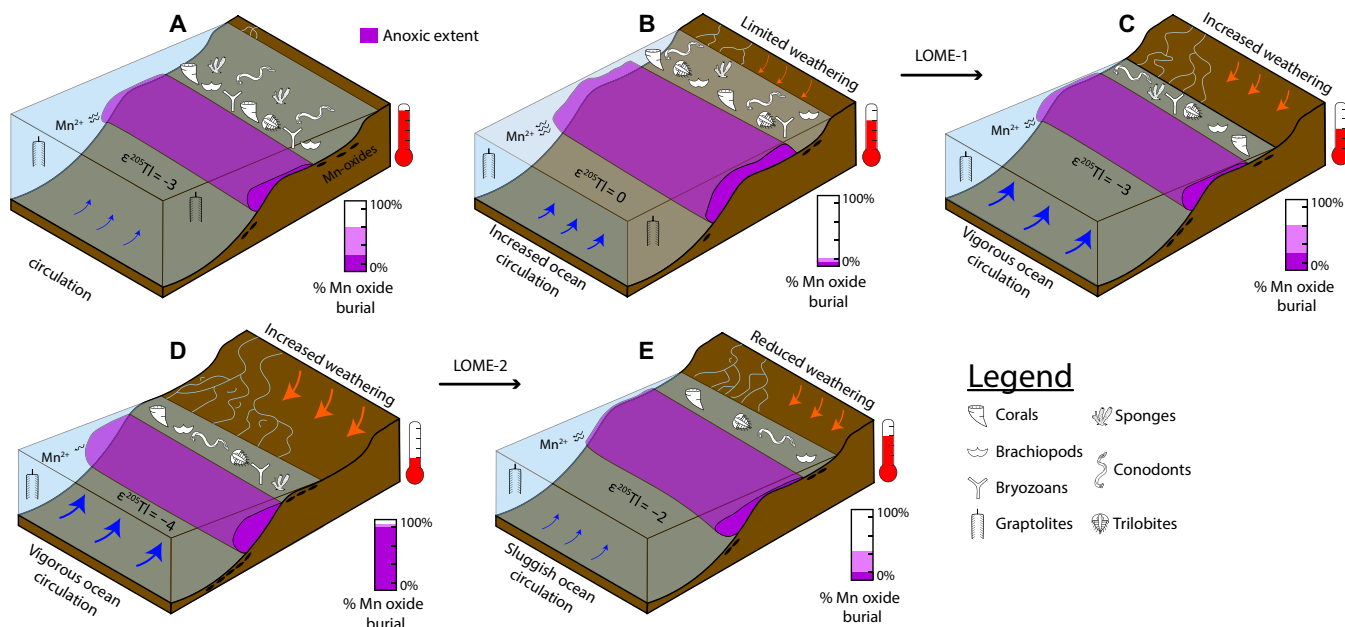 A
Anoxic extent
Mn²⁺
ε²⁰⁵Tl = −3
Mn-oxides
100%
0%
% Mn oxide
burial
circulation
B
Limited weathering
Mn²⁺
ε²⁰⁵Tl = 0
100%
0%
% Mn oxide
burial
Increased ocean
circulation
LOME-1
C
Increased weathering
Mn²⁺
ε²⁰⁵Tl = −3
100%
0%
% Mn oxide
burial
Vigorous ocean
circulation
D
Increased weathering
Mn²⁺
ε²⁰⁵Tl = −4
100%
0%
% Mn oxide
burial
Vigorous ocean
circulation
LOME-2
E
Reduced weathering
Mn²⁺
ε²⁰⁵Tl = −2
100%
0%
% Mn oxide
burial
Sluggish ocean
circulation
Legend
Corals
Sponges
Brachiopods
Conodonts
Bryozoans
Graptolites
Trilobites